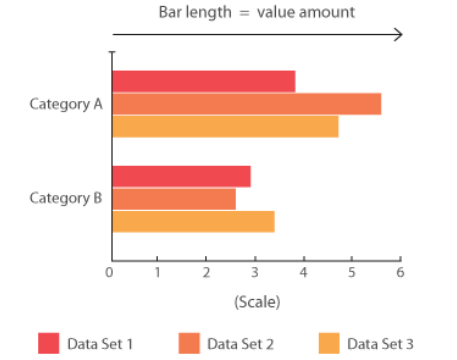 Bar length = value amount
Category A
Category B
0 1 2 3 4 5 6
(Scale)
Data Set 1 Data Set 2 Data Set 3